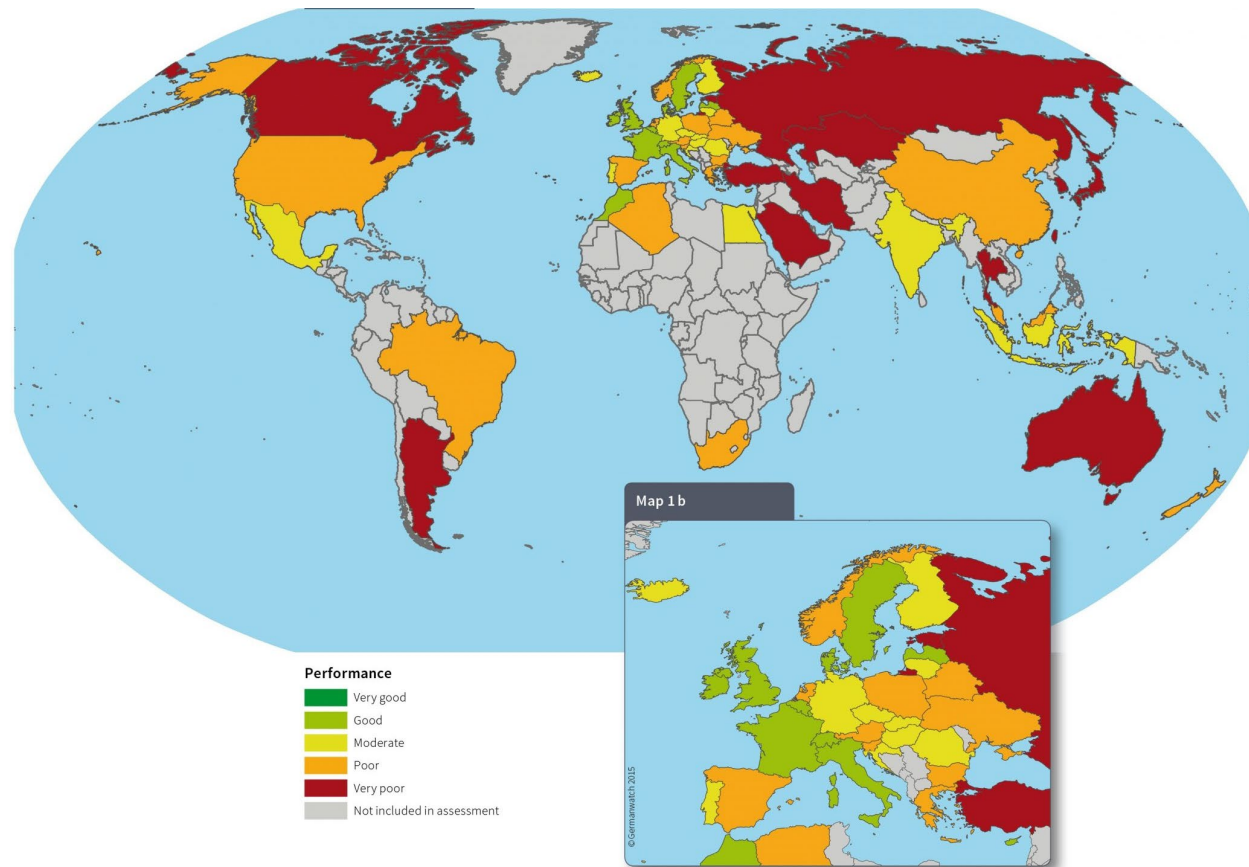 Map 1 b
© Germanwatch 2015
Performance
Very good
Good
Moderate
Poor
Very poor
Not included in assessment